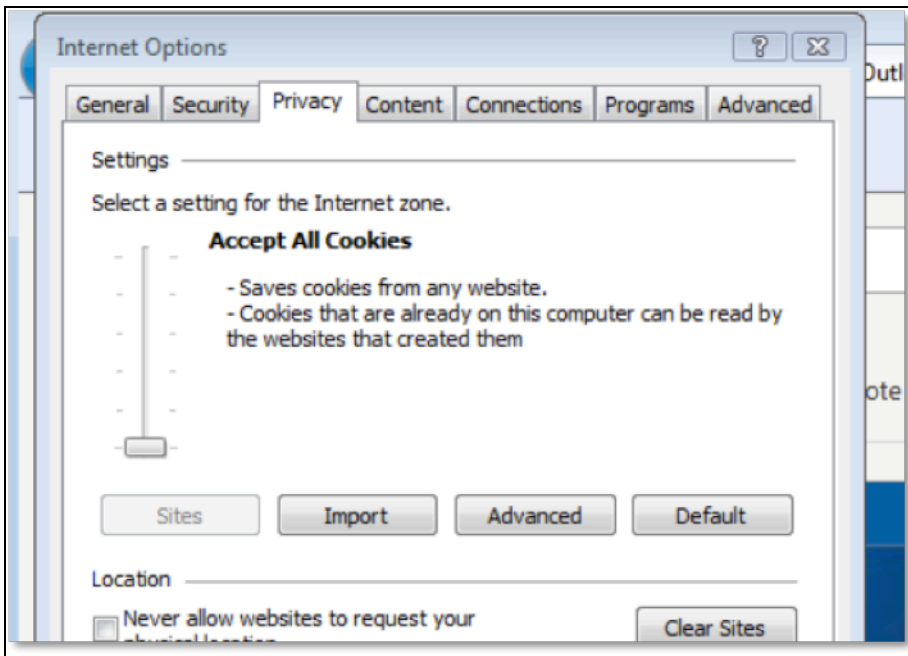 Internet Options
Outl
General Security Privacy Content Connections Programs Advanced
Settings
Select a setting for the Internet zone.
Accept All Cookies
- Saves cookies from any website.
- Cookies that are already on this computer can be read by
the websites that created them
ote
Sites Import Advanced Default
Location
Never allow websites to request your
physical location
Clear Sites